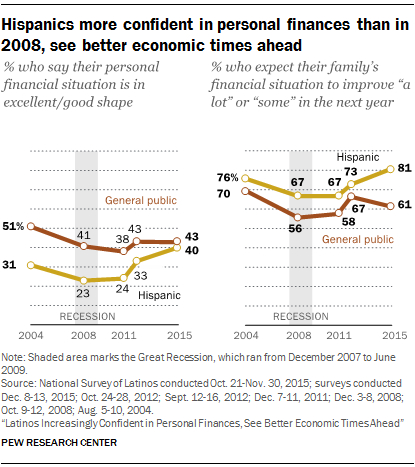 Hispanics more confident in personal finances than in
2008, see better economic times ahead
% who say their personal
financial situation is in
excellent/good shape
51%
41
38
43
43
General public
31
23
24
33
40
Hispanic
RECESSION
2004
2008
2011
2015
% who expect their family's
financial situation to improve “a
lot” or “some” in the next year
Hispanic
76%
67
67
73
81
70
56
58
67
61
General public
RECESSION
2004
2008
2011
2015
Note: Shaded area marks the Great Recession, which ran from December 2007 to June
2009.
Source: National Survey of Latinos conducted Oct. 21-Nov. 30, 2015; surveys conducted
Dec. 8-13, 2015; Oct. 24-28, 2012; Sept. 12-16, 2012; Dec. 7-11, 2011; Dec. 3-8, 2008;
Oct. 9-12, 2008; Aug. 5-10, 2004.
“Latinos Increasingly Confident in Personal Finances, See Better Economic Times Ahead”
PEW RESEARCH CENTER